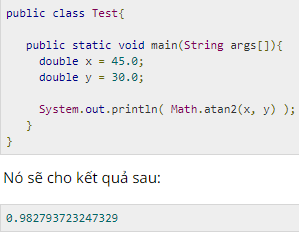 public class Test{
public static void main(String args[]){
double x = 45.0;
double y = 30.0;
System.out.println( Math.atan2(x, y) );
}
}
Nó sẽ cho kết quả sau:
0.982793723247329